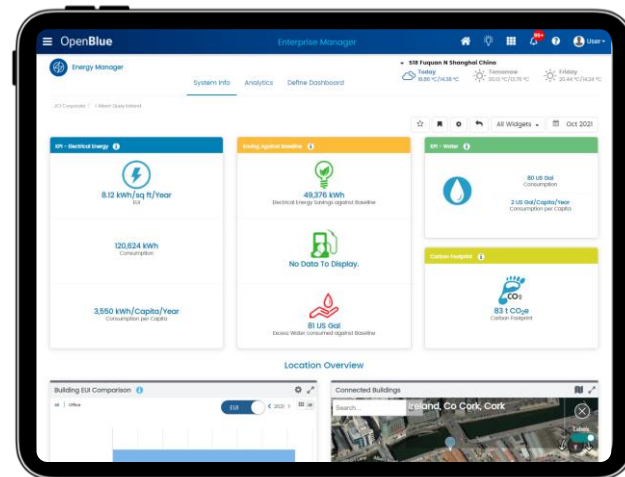 OpenBlue
Enterprise Manager
99+
User
Energy Manager
System Info Analytics Define Dashboard
518 Fuquan N Shanghai China
Today
Tomorrow
Friday
All Widgets
Oct 2021
KPI - Electrical Energy
8.12 kWh/sq ft/Year
EUI
120,624 kWh
Consumption
3,550 kWh/Capita/Year
Consumption per Capita
Saving Against Baseline
49,376 kWh
Electrical Energy Savings against Baseline
No Data To Display.
81 US Gal
Excess Water consumed against Baseline
KPI - Water
80 US Gal
Consumption
2 US Gal/Capita/Year
Consumption per Capita
Carbon Footprint
CO2
83 t CO₂e
Carbon Footprint
Location Overview
Building EUI Comparison
All | Office
EUI
2021
Connected Buildings
Search...
Ireland, Co Cork, Cork
Labels